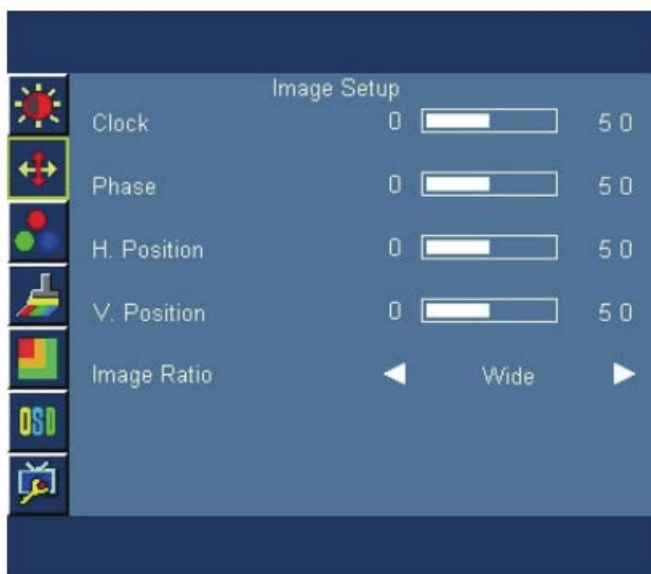 Image Setup
Clock 0 50
Phase 0 50
H. Position 0 50
V. Position 0 50
Image Ratio Wide
OSD